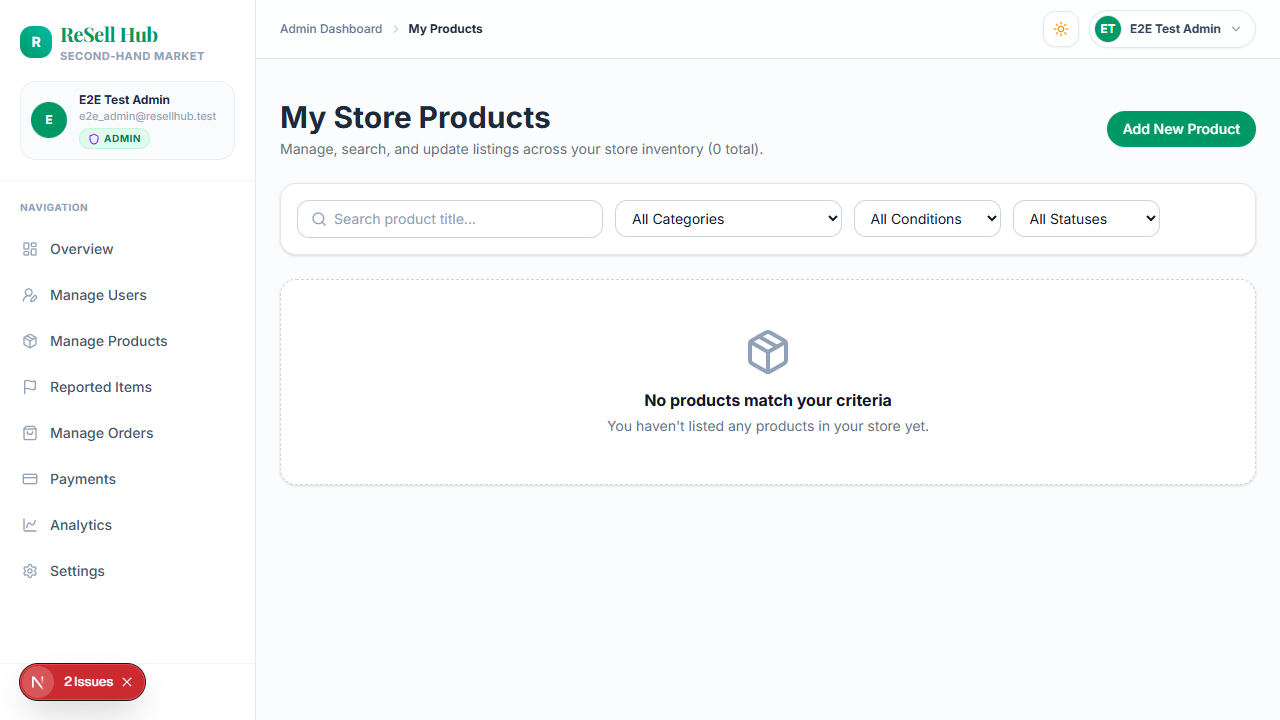 R
ReSell Hub
SECOND-HAND MARKET
E
E2E Test Admin
e2e_admin@resellhub.test
ADMIN
NAVIGATION
Overview
Manage Users
Manage Products
Reported Items
Manage Orders
Payments
Analytics
Settings
N
2 Issues
Admin Dashboard
My Products
ET
E2E Test Admin
My Store Products
Manage, search, and update listings across your store inventory (0 total).
Add New Product
Search product title...
All Categories
All Conditions
All Statuses
No products match your criteria
You haven't listed any products in your store yet.